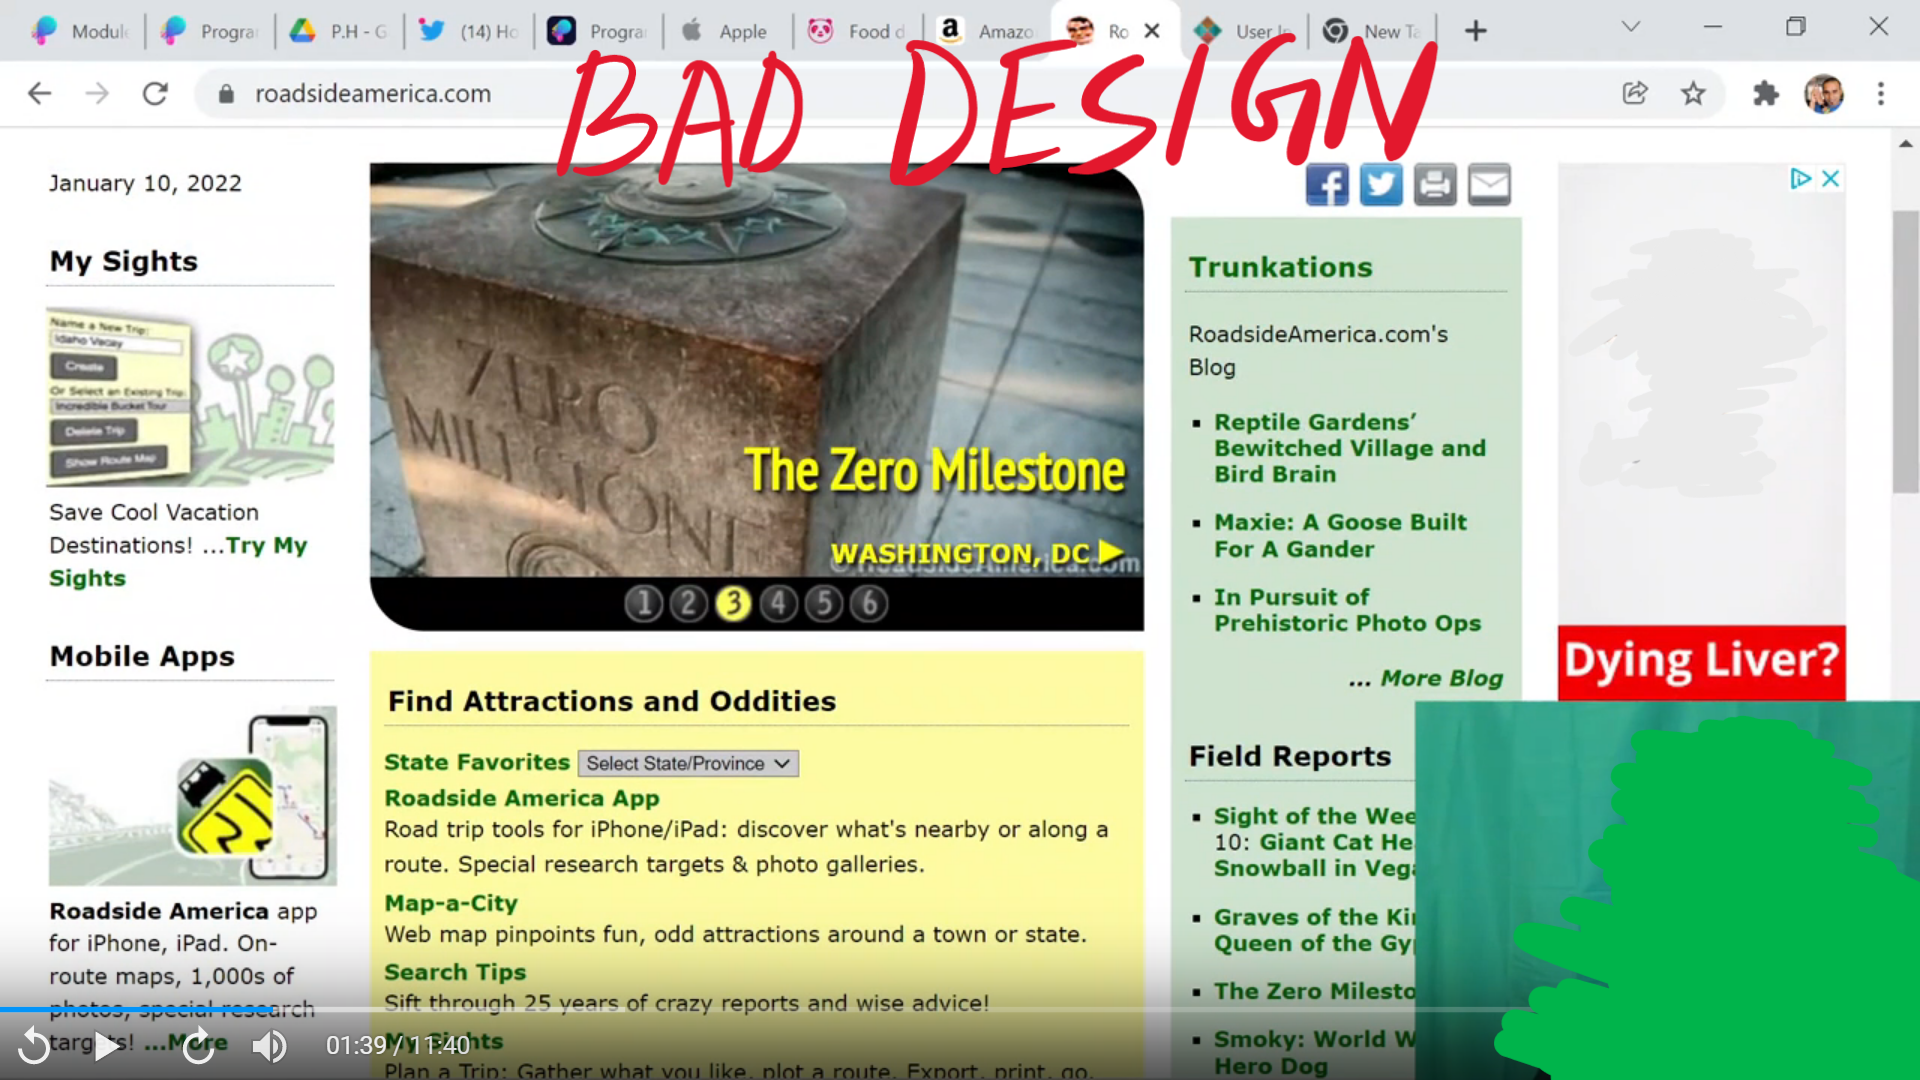 Modul
Progra
P.H - G
(14) Ho
Progra
Apple
Food d
Amazo
Ro
User In
New Ta
roadsideamerica.com
BAD DESIGN
January 10, 2022
My Sights
Name a New Trip:
Idaho Vacay
Create
Or Select an Existing Trip:
Incredible Bucket Tour
Delete Trip
Show Route Map
Save Cool Vacation
Destinations! ...Try My
Sights
Mobile Apps
Roadside America app
for iPhone, iPad. On-
route maps, 1,000s of
photos, special research
targets! ...More
ZERO
MILESTONE
The Zero Milestone
WASHINGTON, DC
©RoadsideAmerica.com
1 2 3 4 5 6
Find Attractions and Oddities
State Favorites Select State/Province
Roadside America App
Road trip tools for iPhone/iPad: discover what's nearby or along a
route. Special research targets & photo galleries.
Map-a-City
Web map pinpoints fun, odd attractions around a town or state.
Search Tips
Sift through 25 years of crazy reports and wise advice!
My Sights
Plan a Trip: Gather what you like, plot a route. Export, print, go.
Trunkations
RoadsideAmerica.com's
Blog
Reptile Gardens’
Bewitched Village and
Bird Brain
Maxie: A Goose Built
For A Gander
In Pursuit of
Prehistoric Photo Ops
... More Blog
Field Reports
Sight of the Wee
10: Giant Cat He
Snowball in Vega
Graves of the Kin
Queen of the Gyp
The Zero Milesto
Smoky: World W
Hero Dog
Dying Liver?
01:39 / 11:40